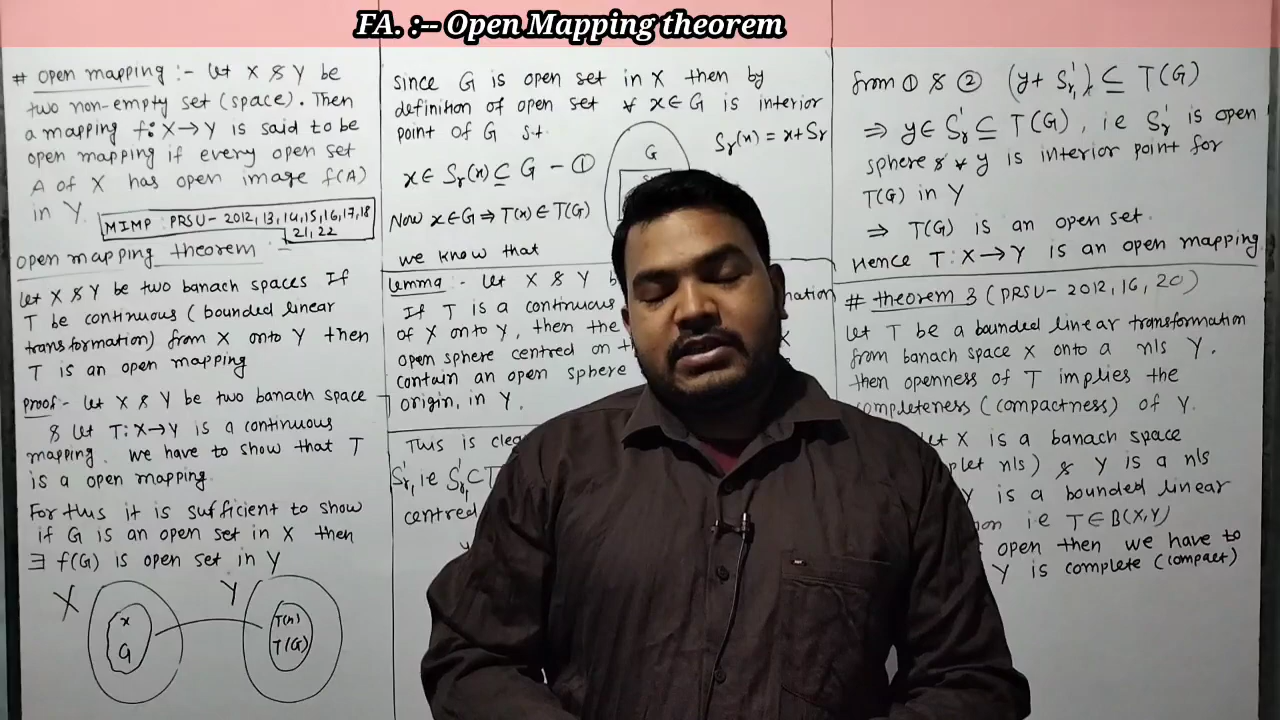 FA. :-- Open Mapping theorem
# open mapping :- Let X & Y be
two non-empty set (space). Then
a mapping f: X→Y is said to be
open mapping if every open set
A of X has open image f(A)
in Y.
MIMP : PRSU - 2012, 13, 14, 15, 16, 17, 18
21, 22
open mapping theorem :-
Let X & Y be two banach spaces If
T be continuous (bounded linear
transformation) from X onto Y then
T is an open mapping
Proof - Let X & Y be two banach space
& Let T: X→Y is a continuous
mapping. we have to show that T
is a open mapping.
For this it is sufficient to show
if G is an open set in X then
∃ f(G) is open set in Y
X
Y
x
G
T(x)
T(G)
since G is open set in X then by
definition of open set ∀ x∈G is interior
point of G s.t.
Sr(x) = x+Sr
x∈ Sr(x) ⊆ G - ①
G
Now x∈G ⇒ T(x) ∈ T(G)
we know that
Lemma :- Let X & Y
If T is a continuous
of X onto Y, then the
open sphere centred on
contain an open sphere
origin, in Y.
This is
S'r, ie S'r, ⊂ T
centred
from ① & ② (y+ S'r,) ⊆ T(G)
⇒ y∈ S'r ⊆ T(G), ie S'r is open
sphere & ∀ y is interior point for
T(G) in Y
⇒ T(G) is an open set.
Hence T: X→Y is an open mapping.
# theorem 3 (PRSU - 2012, 16, 20)
Let T be a bounded linear transformation
from banach space X onto a nls Y.
then openness of T implies the
completeness (compactness) of Y.
Let X is a banach space
nls) & Y is a nls
Y is a bounded linear
ie T∈B(X,Y)
open then we have to
Y is complete (compact)